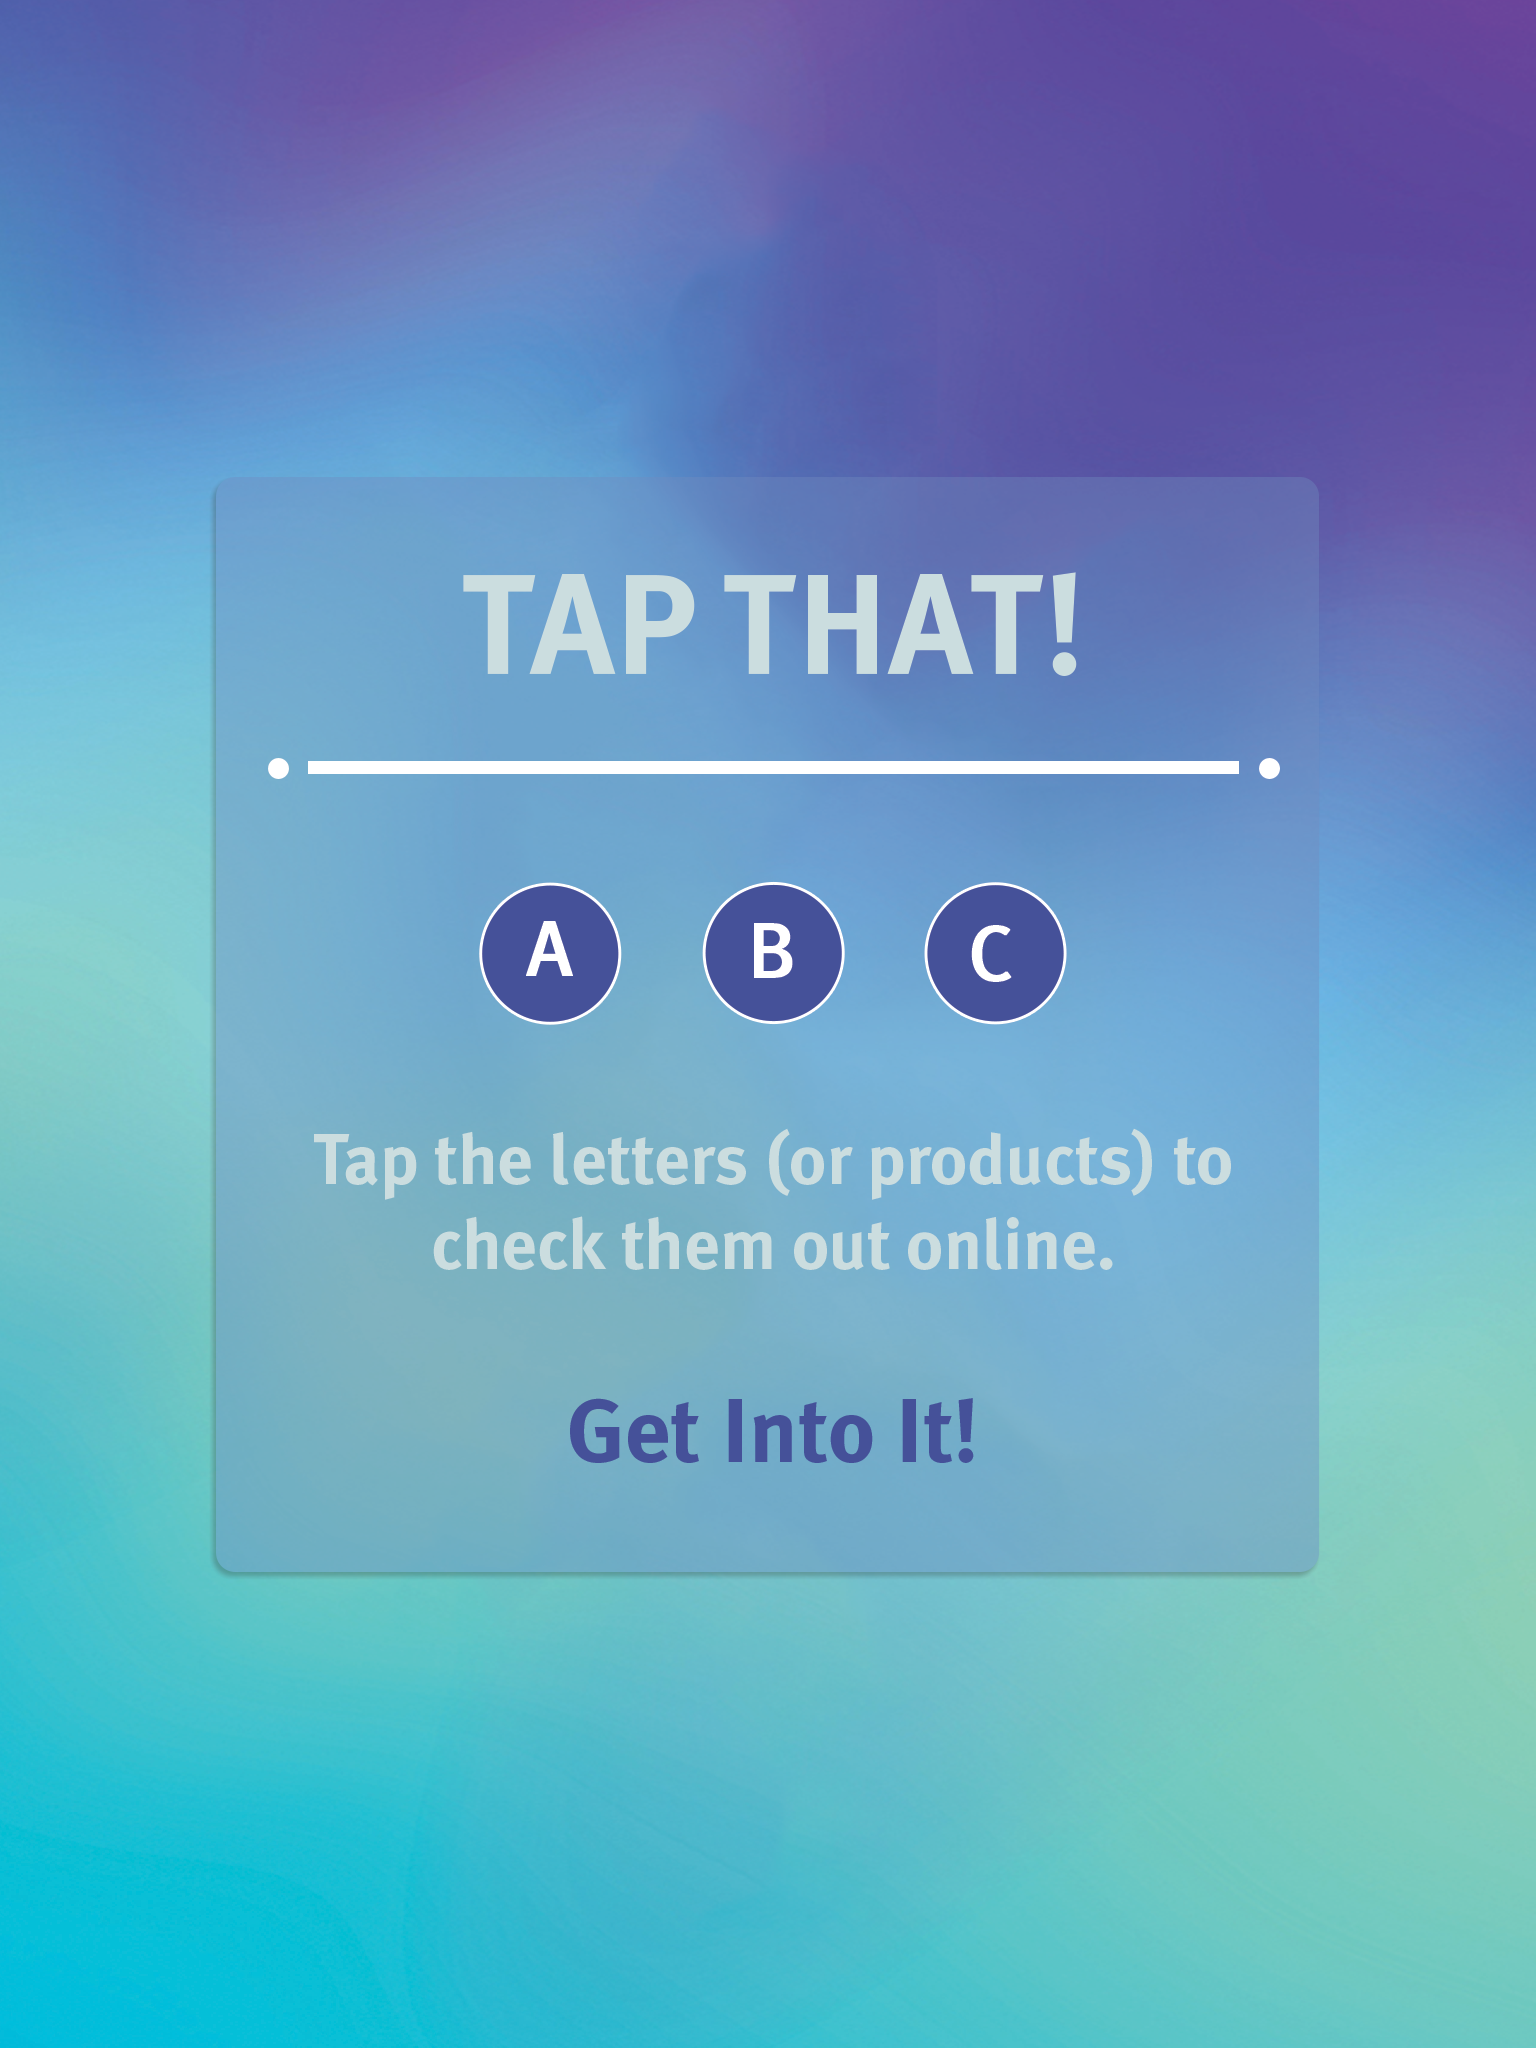 TAP THAT!
A B C
Tap the letters (or products) to
check them out online.
Get Into It!